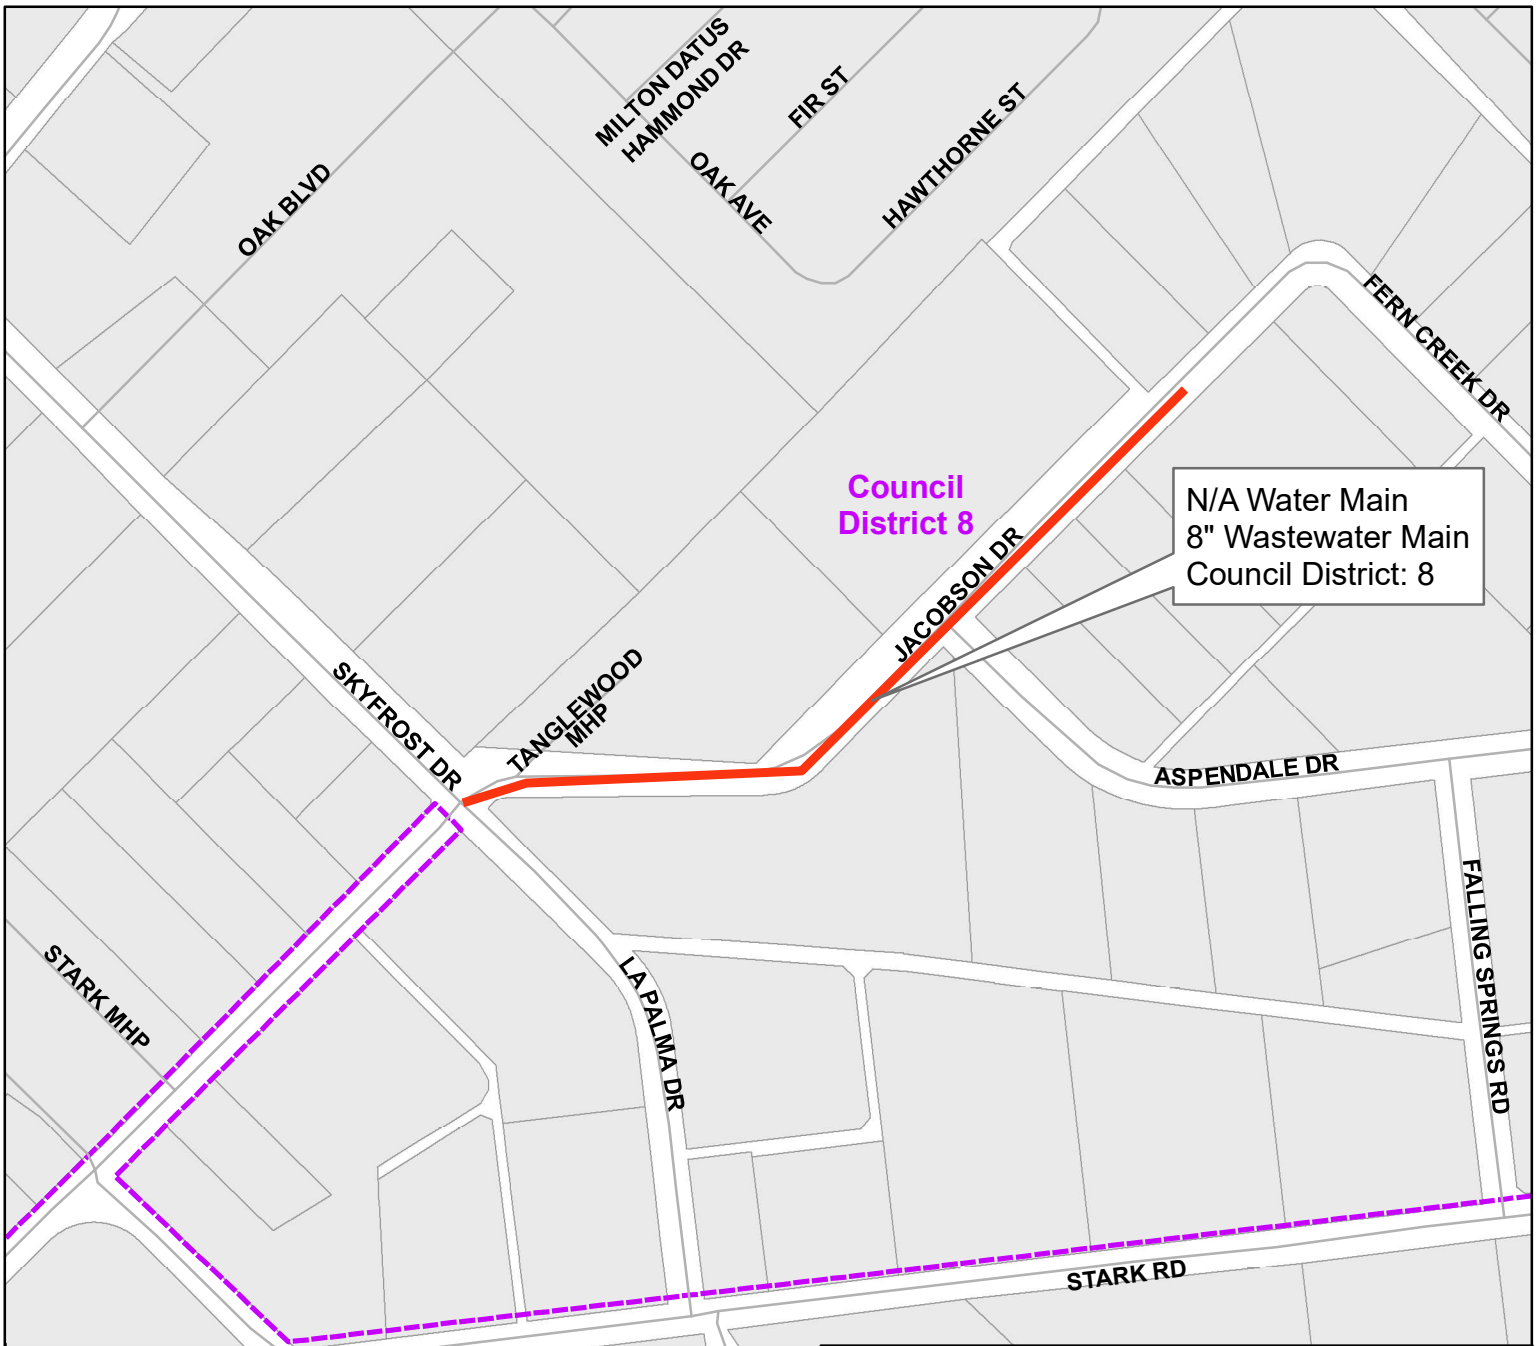 MILTON DATUS
HAMMOND DR
FIR ST
HAWTHORNE ST
OAK AVE
OAK BLVD
FERN CREEK DR
Council
District 8
N/A Water Main
8" Wastewater Main
Council District: 8
JACOBSON DR
SKYFROST DR
TANGLEWOOD
MHP
ASPENDALE DR
FALLING SPRINGS RD
STARK MHP
LA PALMA DR
STARK RD